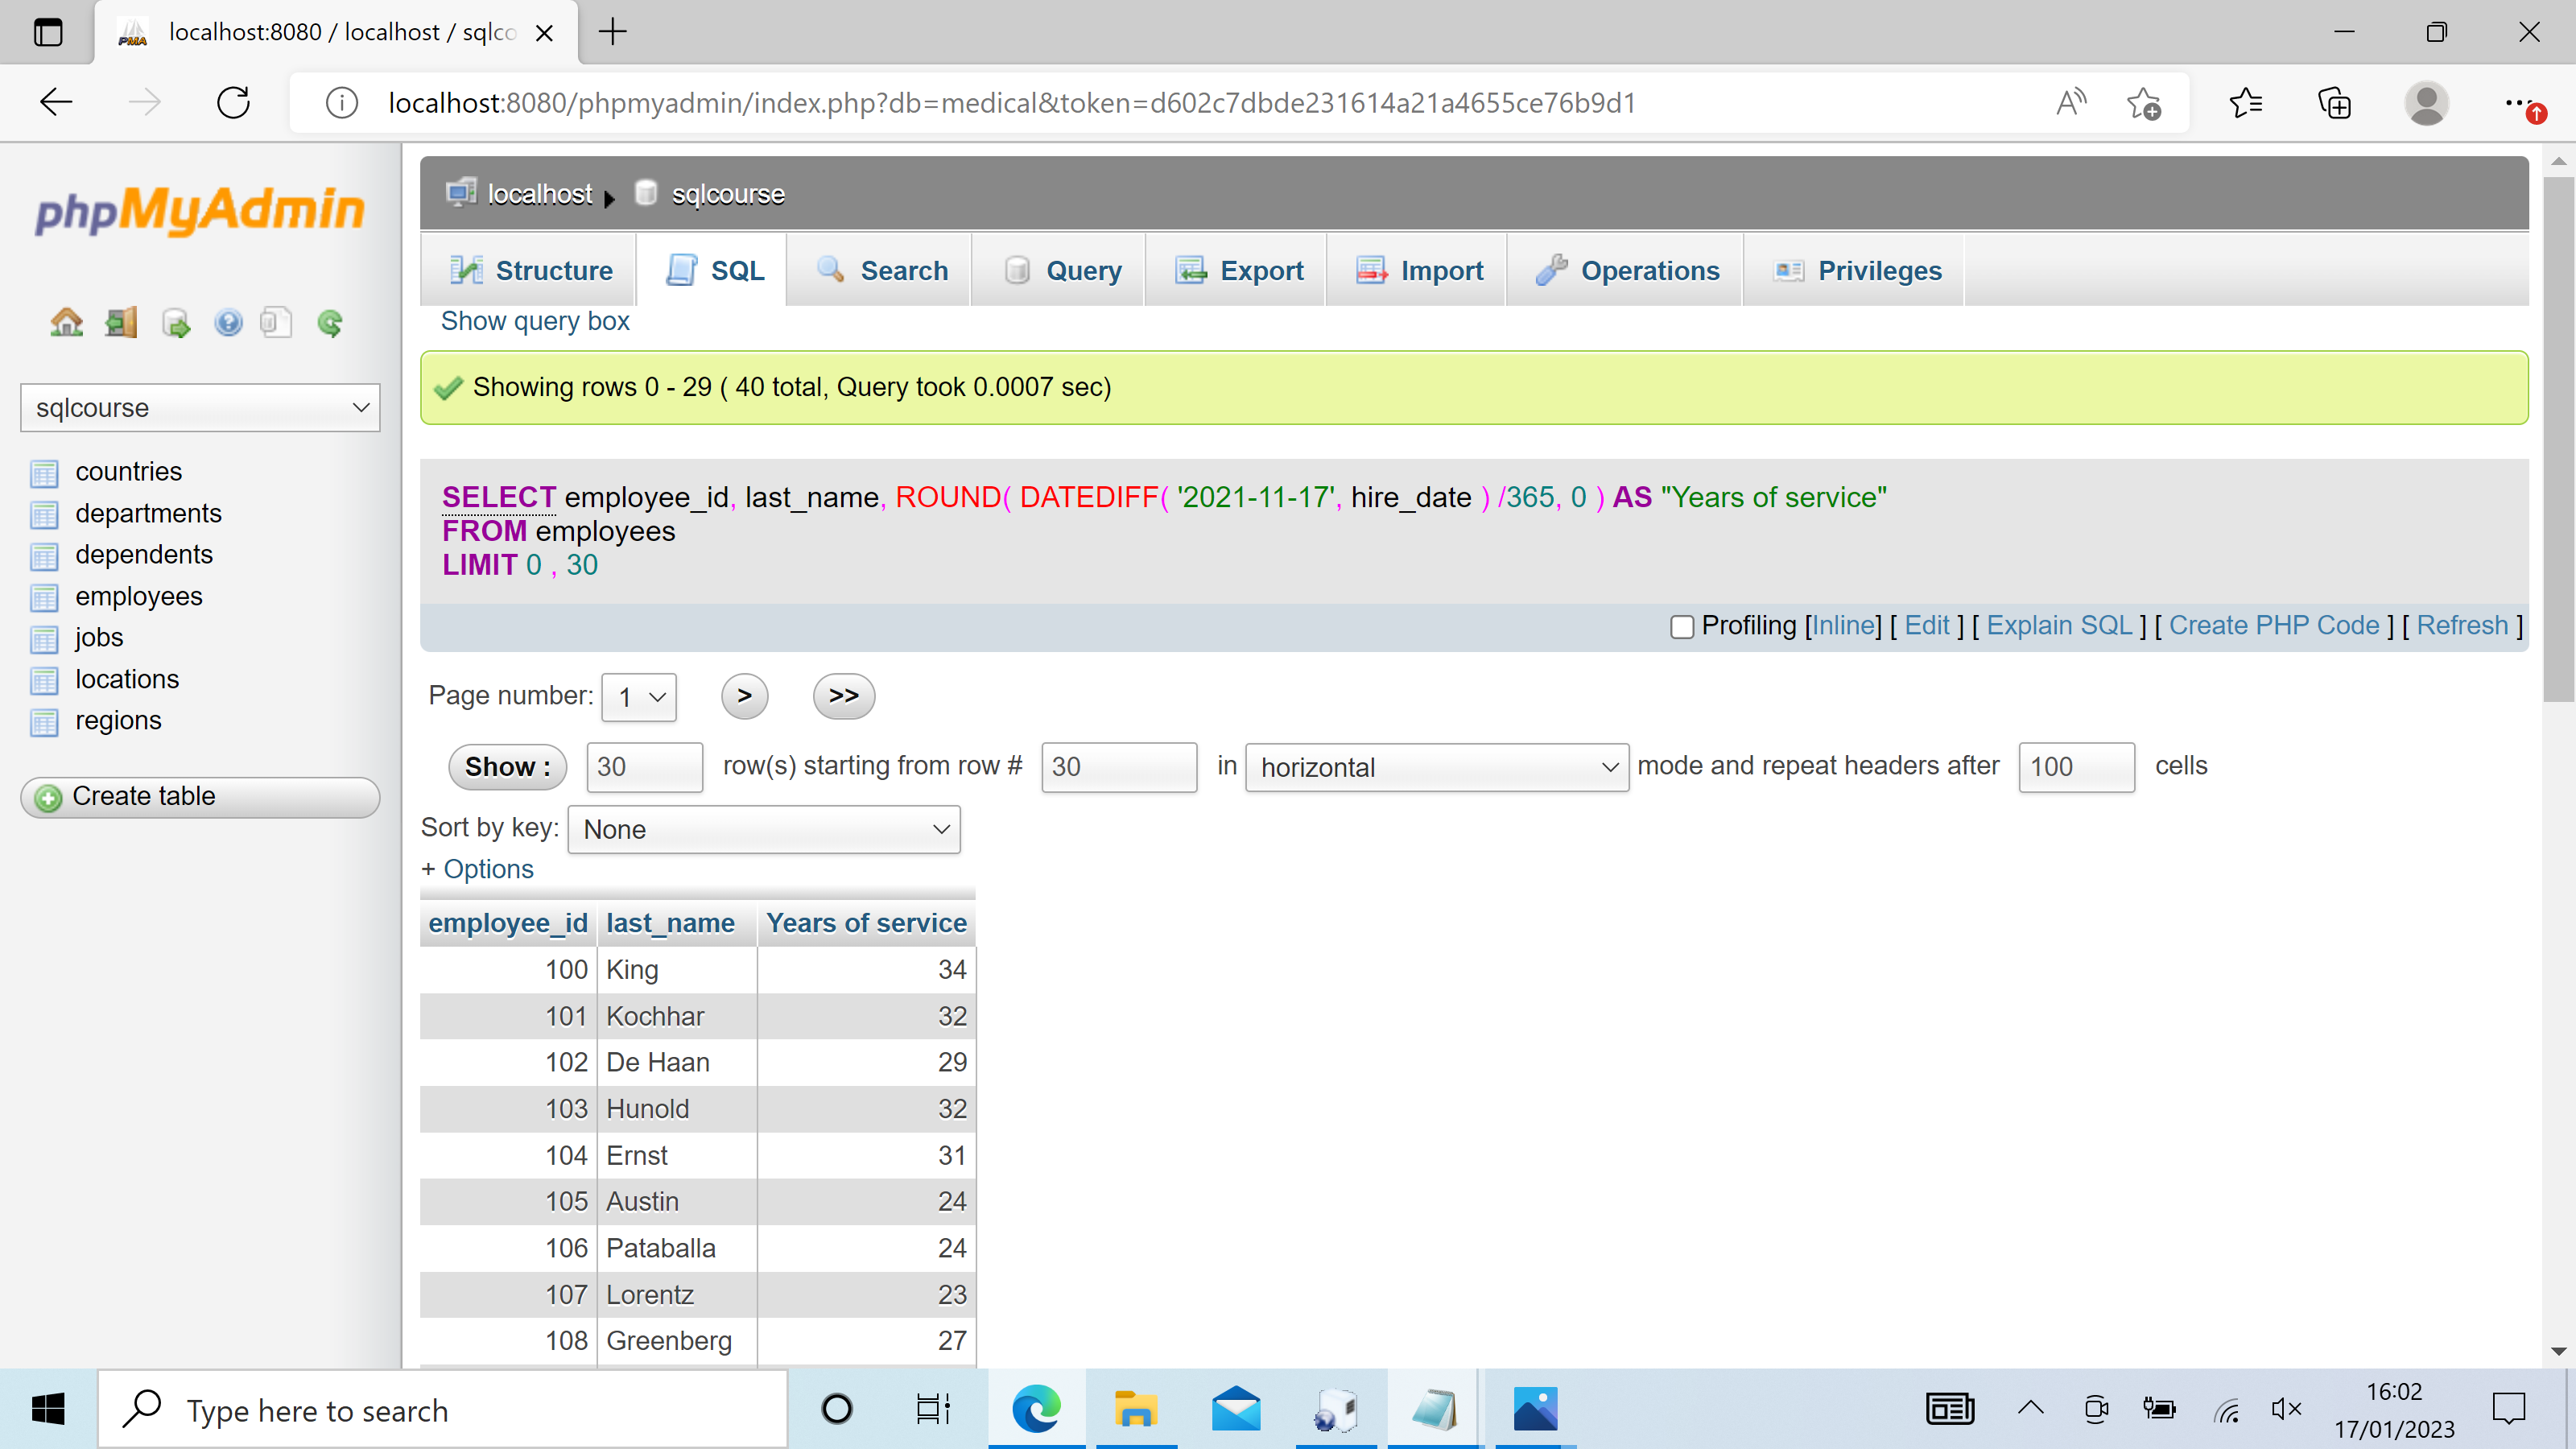 localhost:8080 / localhost / sqlco
localhost:8080/phpmyadmin/index.php?db=medical&token=d602c7dbde231614a21a4655ce76b9d1
phpMyAdmin
sqlcourse
countries
departments
dependents
employees
jobs
locations
regions
Create table
localhost sqlcourse
Structure SQL Search Query Export Import Operations Privileges
Show query box
Showing rows 0 - 29 ( 40 total, Query took 0.0007 sec)
SELECT employee_id, last_name, ROUND( DATEDIFF( '2021-11-17', hire_date ) /365, 0 ) AS "Years of service"
FROM employees
LIMIT 0 , 30
Profiling [Inline] [ Edit ] [ Explain SQL ] [ Create PHP Code ] [ Refresh ]
Page number: 1 > >>
Show : 30 row(s) starting from row # 30 in horizontal mode and repeat headers after 100 cells
Sort by key: None
+ Options
employee_id last_name Years of service
100 King 34
101 Kochhar 32
102 De Haan 29
103 Hunold 32
104 Ernst 31
105 Austin 24
106 Pataballa 24
107 Lorentz 23
108 Greenberg 27
Type here to search
16:02
17/01/2023